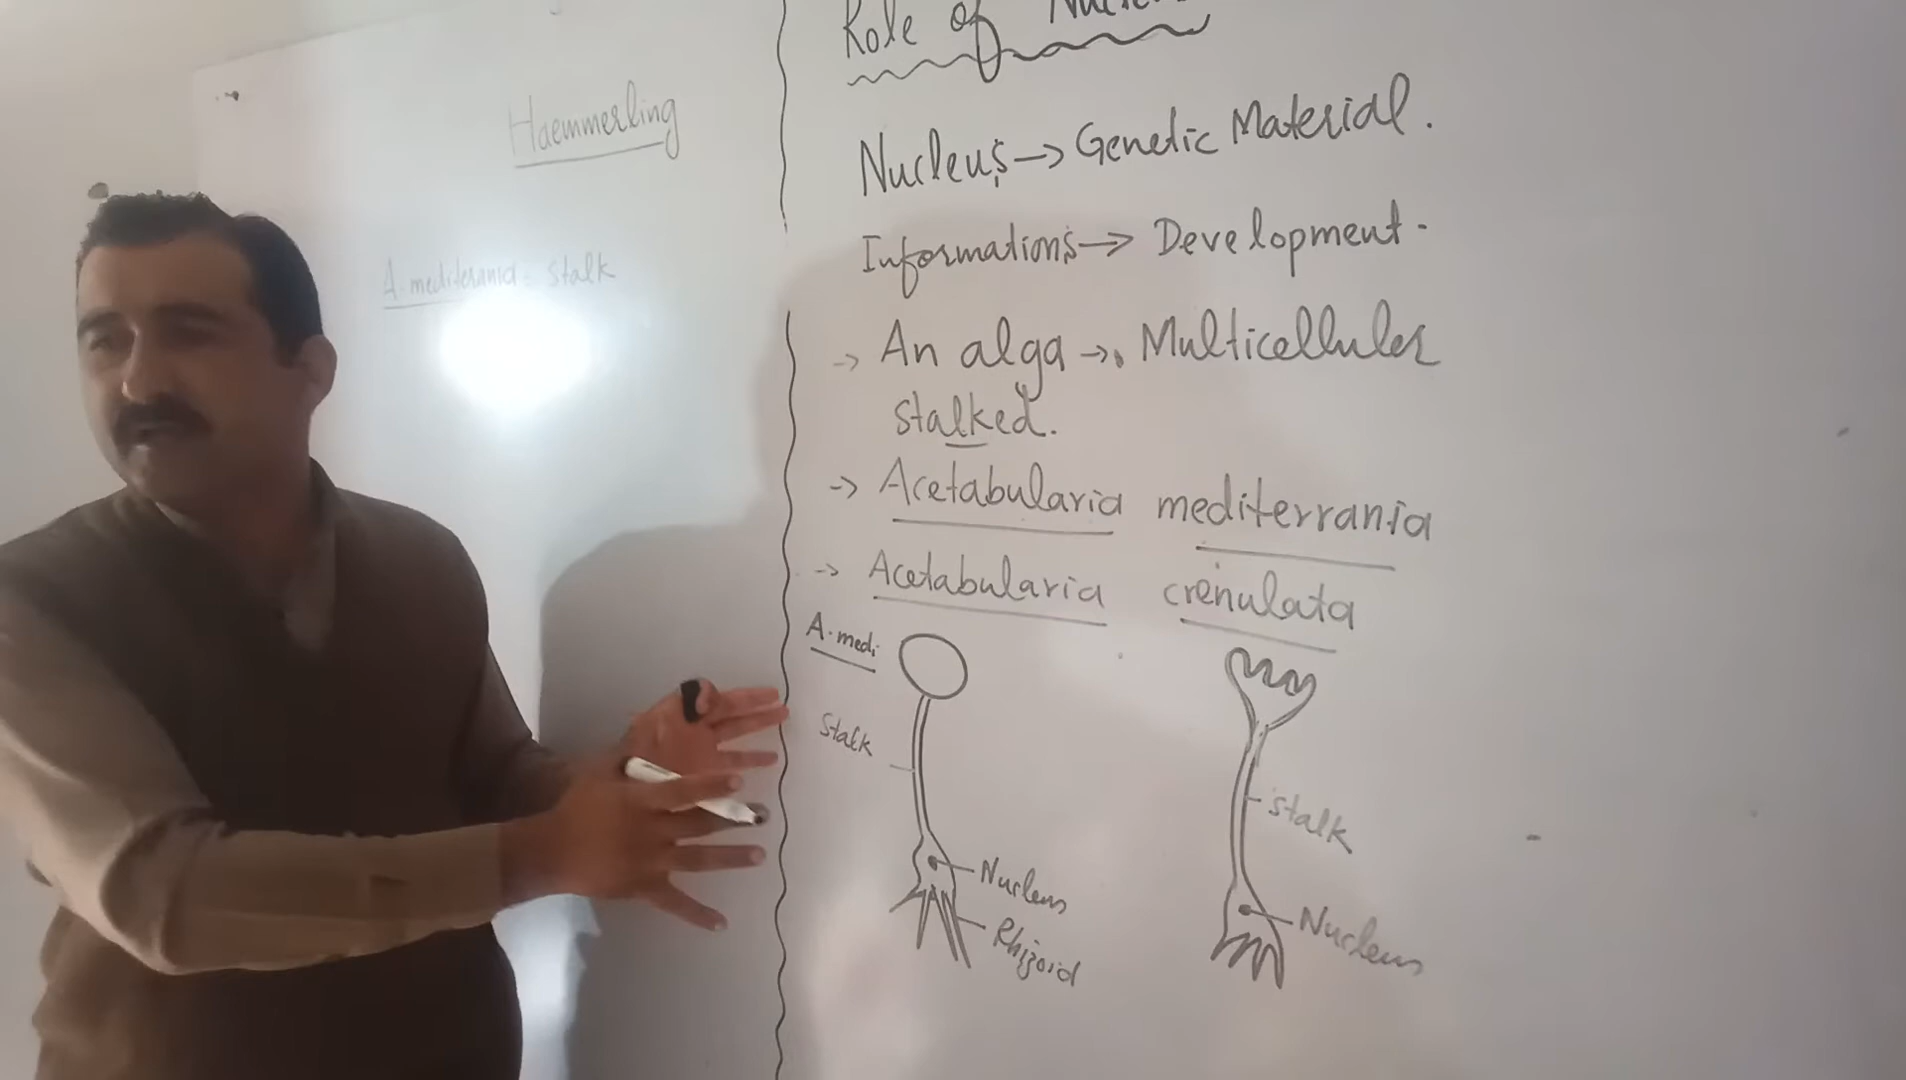 Haemmerling
A. mediterania = stalk
Role of
Nucleus → Genetic Material.
Informations → Development.
→ An alga → Multicelluler
stalked.
→ Acetabularia mediterrania
→ Acetabularia crenulata
A. medi
Stalk
Nucleus
Rhizoid
stalk
Nucleus